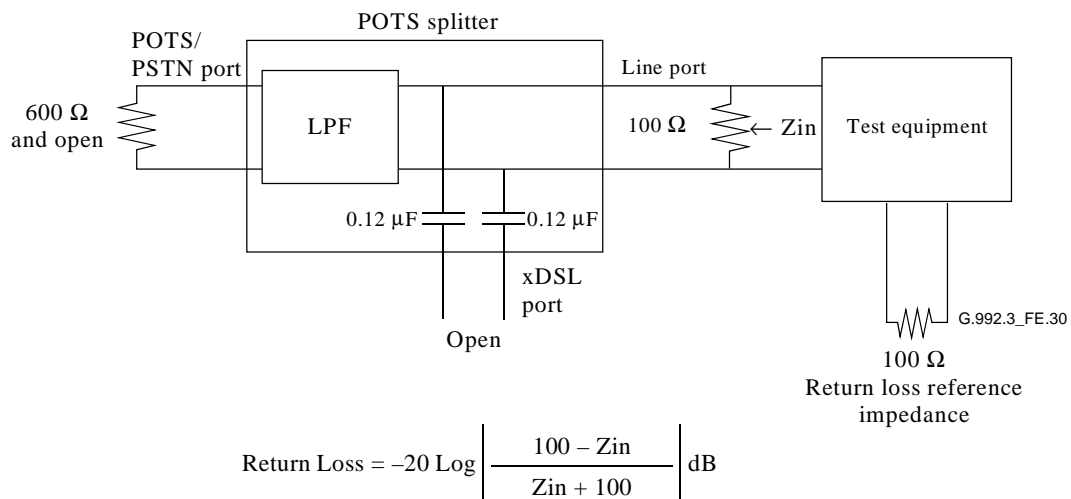 POTS splitter
POTS/
PSTN port
Line port
600 Ω
and open
LPF
100 Ω
← Zin
Test equipment
0.12 µF
0.12 µF
xDSL
port
Open
G.992.3_FE.30
100 Ω
Return loss reference
impedance
Return Loss = –20 Log | 100 – Zin / Zin + 100 | dB